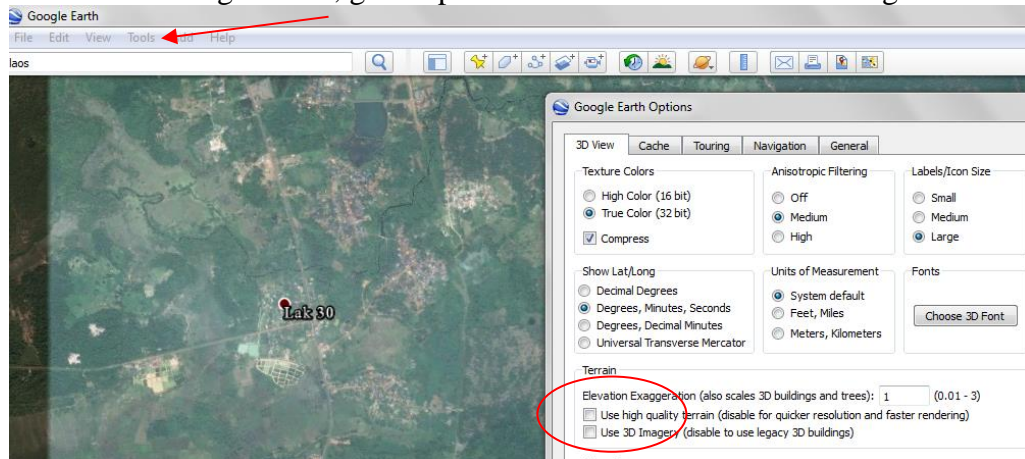 Google Earth
File Edit View Tools Add Help
laos
Lak 30
Google Earth Options
3D View Cache Touring Navigation General
Texture Colors
High Color (16 bit)
True Color (32 bit)
Compress
Anisotropic Filtering
Off
Medium
High
Labels/Icon Size
Small
Medium
Large
Show Lat/Long
Decimal Degrees
Degrees, Minutes, Seconds
Degrees, Decimal Minutes
Universal Transverse Mercator
Units of Measurement
System default
Feet, Miles
Meters, Kilometers
Fonts
Choose 3D Font
Terrain
Elevation Exaggeration (also scales 3D buildings and trees): 1 (0.01 - 3)
Use high quality terrain (disable for quicker resolution and faster rendering)
Use 3D Imagery (disable to use legacy 3D buildings)